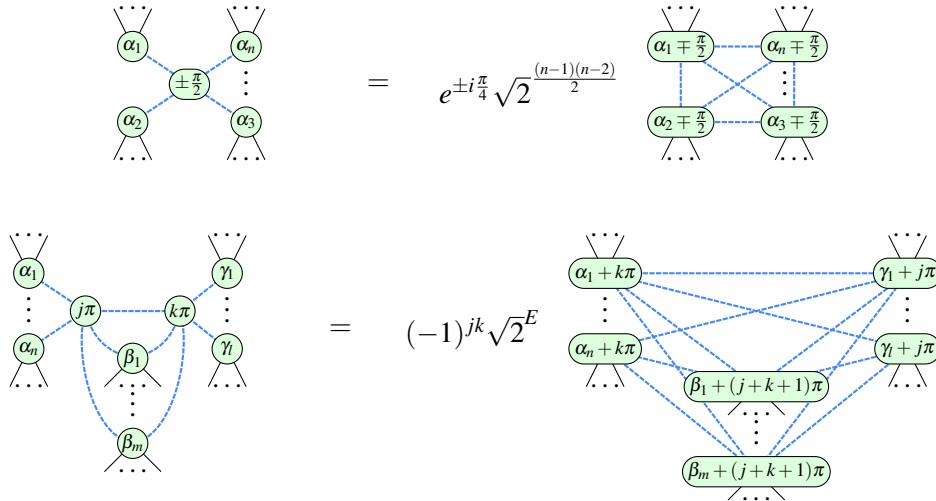 α₁ αₙ α₁ ∓ π/2 αₙ ∓ π/2
±π/2 = e^{±iπ/4} √2^{(n−1)(n−2)/2}
α₂ α₃ α₂ ∓ π/2 α₃ ∓ π/2
α₁ γ₁ α₁ + kπ γ₁ + jπ
jπ kπ = (−1)^{jk} √2^E
αₙ β₁ γₗ αₙ + kπ γₗ + jπ
β₁ + (j + k + 1)π
βₘ βₘ + (j + k + 1)π